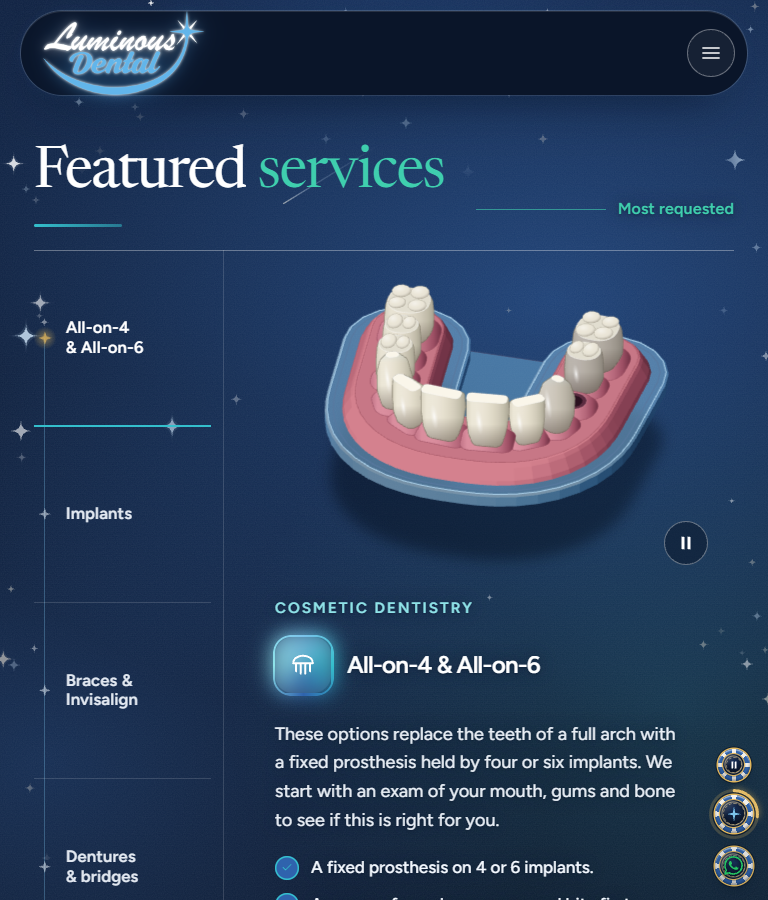 Luminous
Dental
Featured services
Most requested
All-on-4
& All-on-6
Implants
Braces &
Invisalign
Dentures
& bridges
COSMETIC DENTISTRY
All-on-4 & All-on-6
These options replace the teeth of a full arch with
a fixed prosthesis held by four or six implants. We
start with an exam of your mouth, gums and bone
to see if this is right for you.
A fixed prosthesis on 4 or 6 implants.